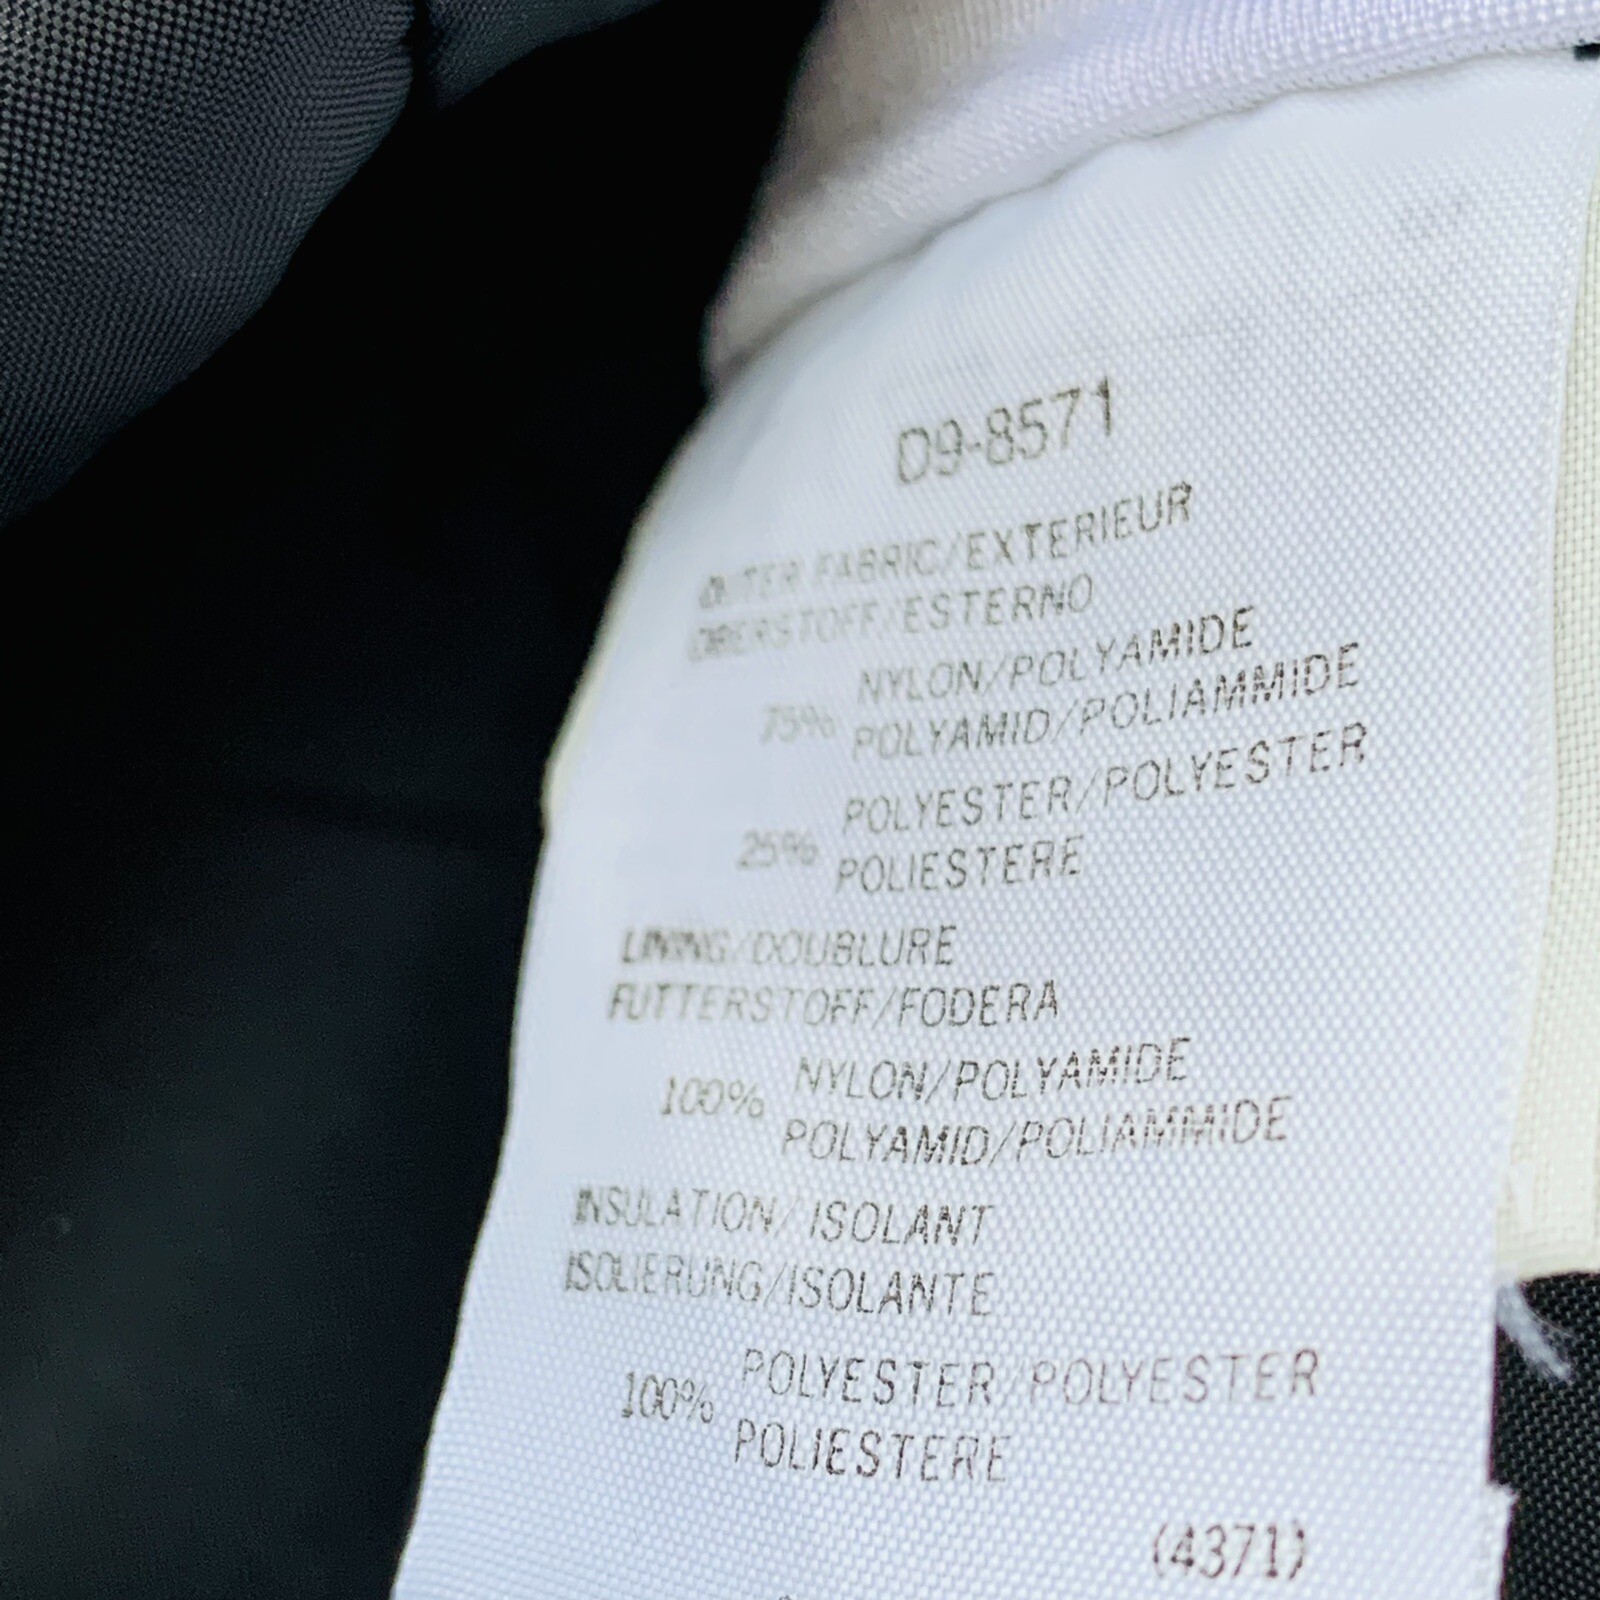 D9-8571
OUTER FABRIC/EXTERIEUR
OBERSTOFF/ESTERNO
NYLON/POLYAMIDE
75% POLYAMID/POLIAMMIDE
POLYESTER/POLYESTER
25% POLIESTERE
LINING/DOUBLURE
FUTTERSTOFF/FODERA
NYLON/POLYAMIDE
100% POLYAMID/POLIAMMIDE
INSULATION/ISOLANT
ISOLIERUNG/ISOLANTE
100% POLYESTER/POLYESTER
POLIESTERE
(4371)